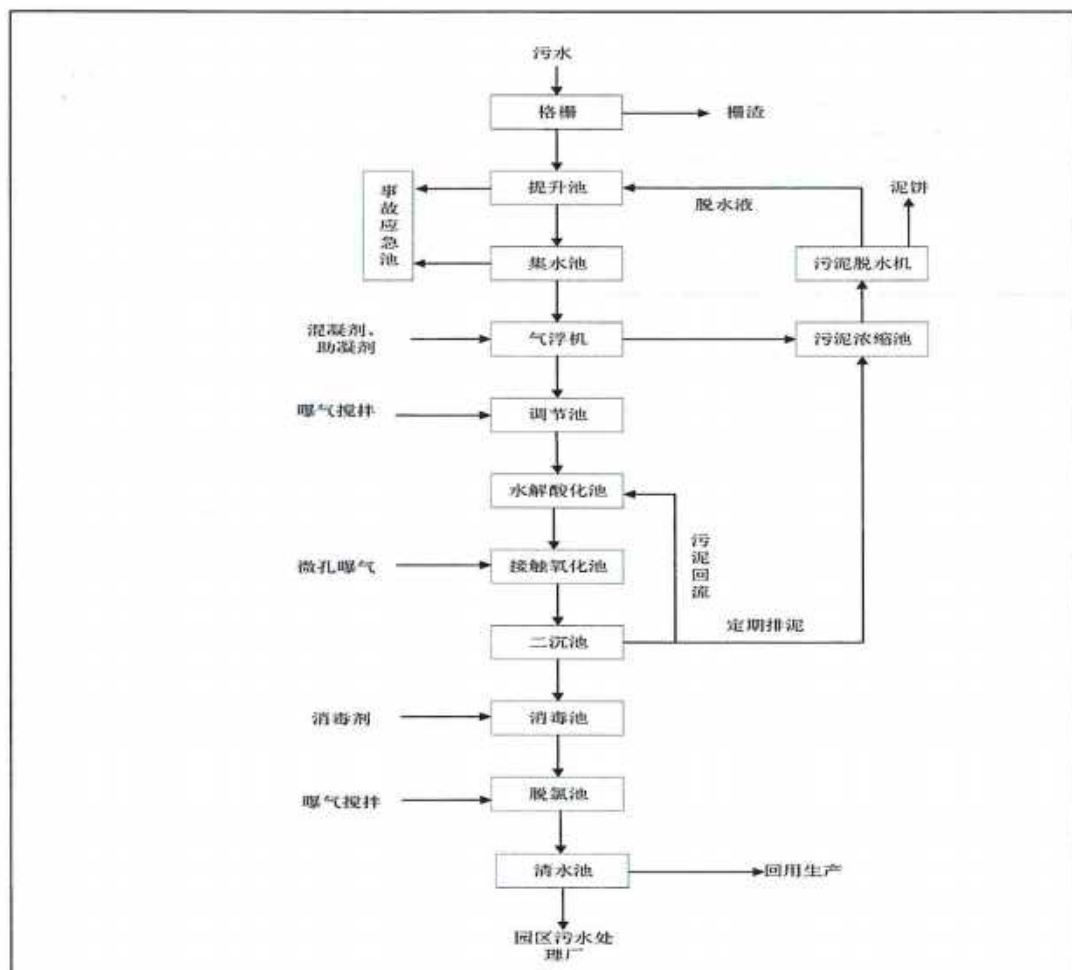 污水
格栅
栅渣
提升池
事故应急池
脱水液
泥饼
集水池
污泥脱水机
混凝剂、
助凝剂
气浮机
污泥浓缩池
曝气搅拌
调节池
水解酸化池
污泥回流
微孔曝气
接触氧化池
定期排泥
二沉池
消毒剂
消毒池
曝气搅拌
脱氯池
清水池
回用生产
园区污水处
理厂